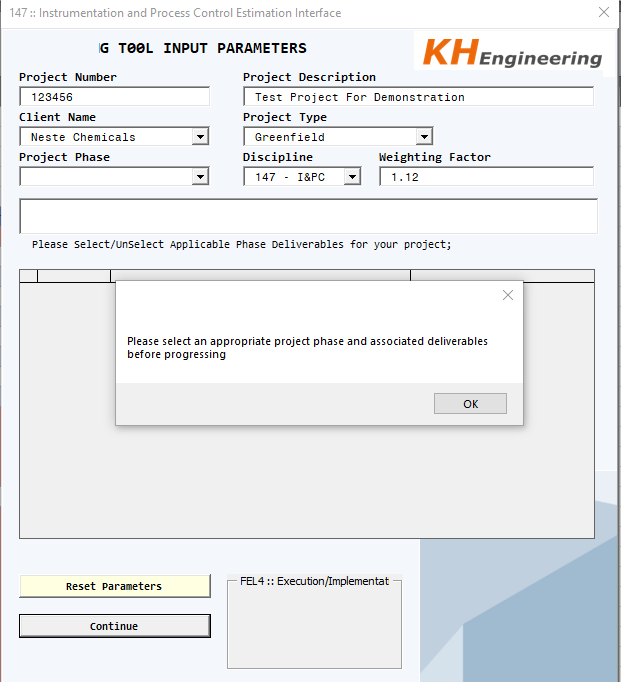 147 :: Instrumentation and Process Control Estimation Interface
G T00L INPUT PARAMETERS
KH Engineering
Project Number
Project Description
123456
Test Project For Demonstration
Client Name
Project Type
Neste Chemicals
Greenfield
Project Phase
Discipline
Weighting Factor
147 - I&PC
1.12
Please Select/UnSelect Applicable Phase Deliverables for your project;
Please select an appropriate project phase and associated deliverables
before progressing
OK
Reset Parameters
FEL4 :: Execution/Implementat
Continue